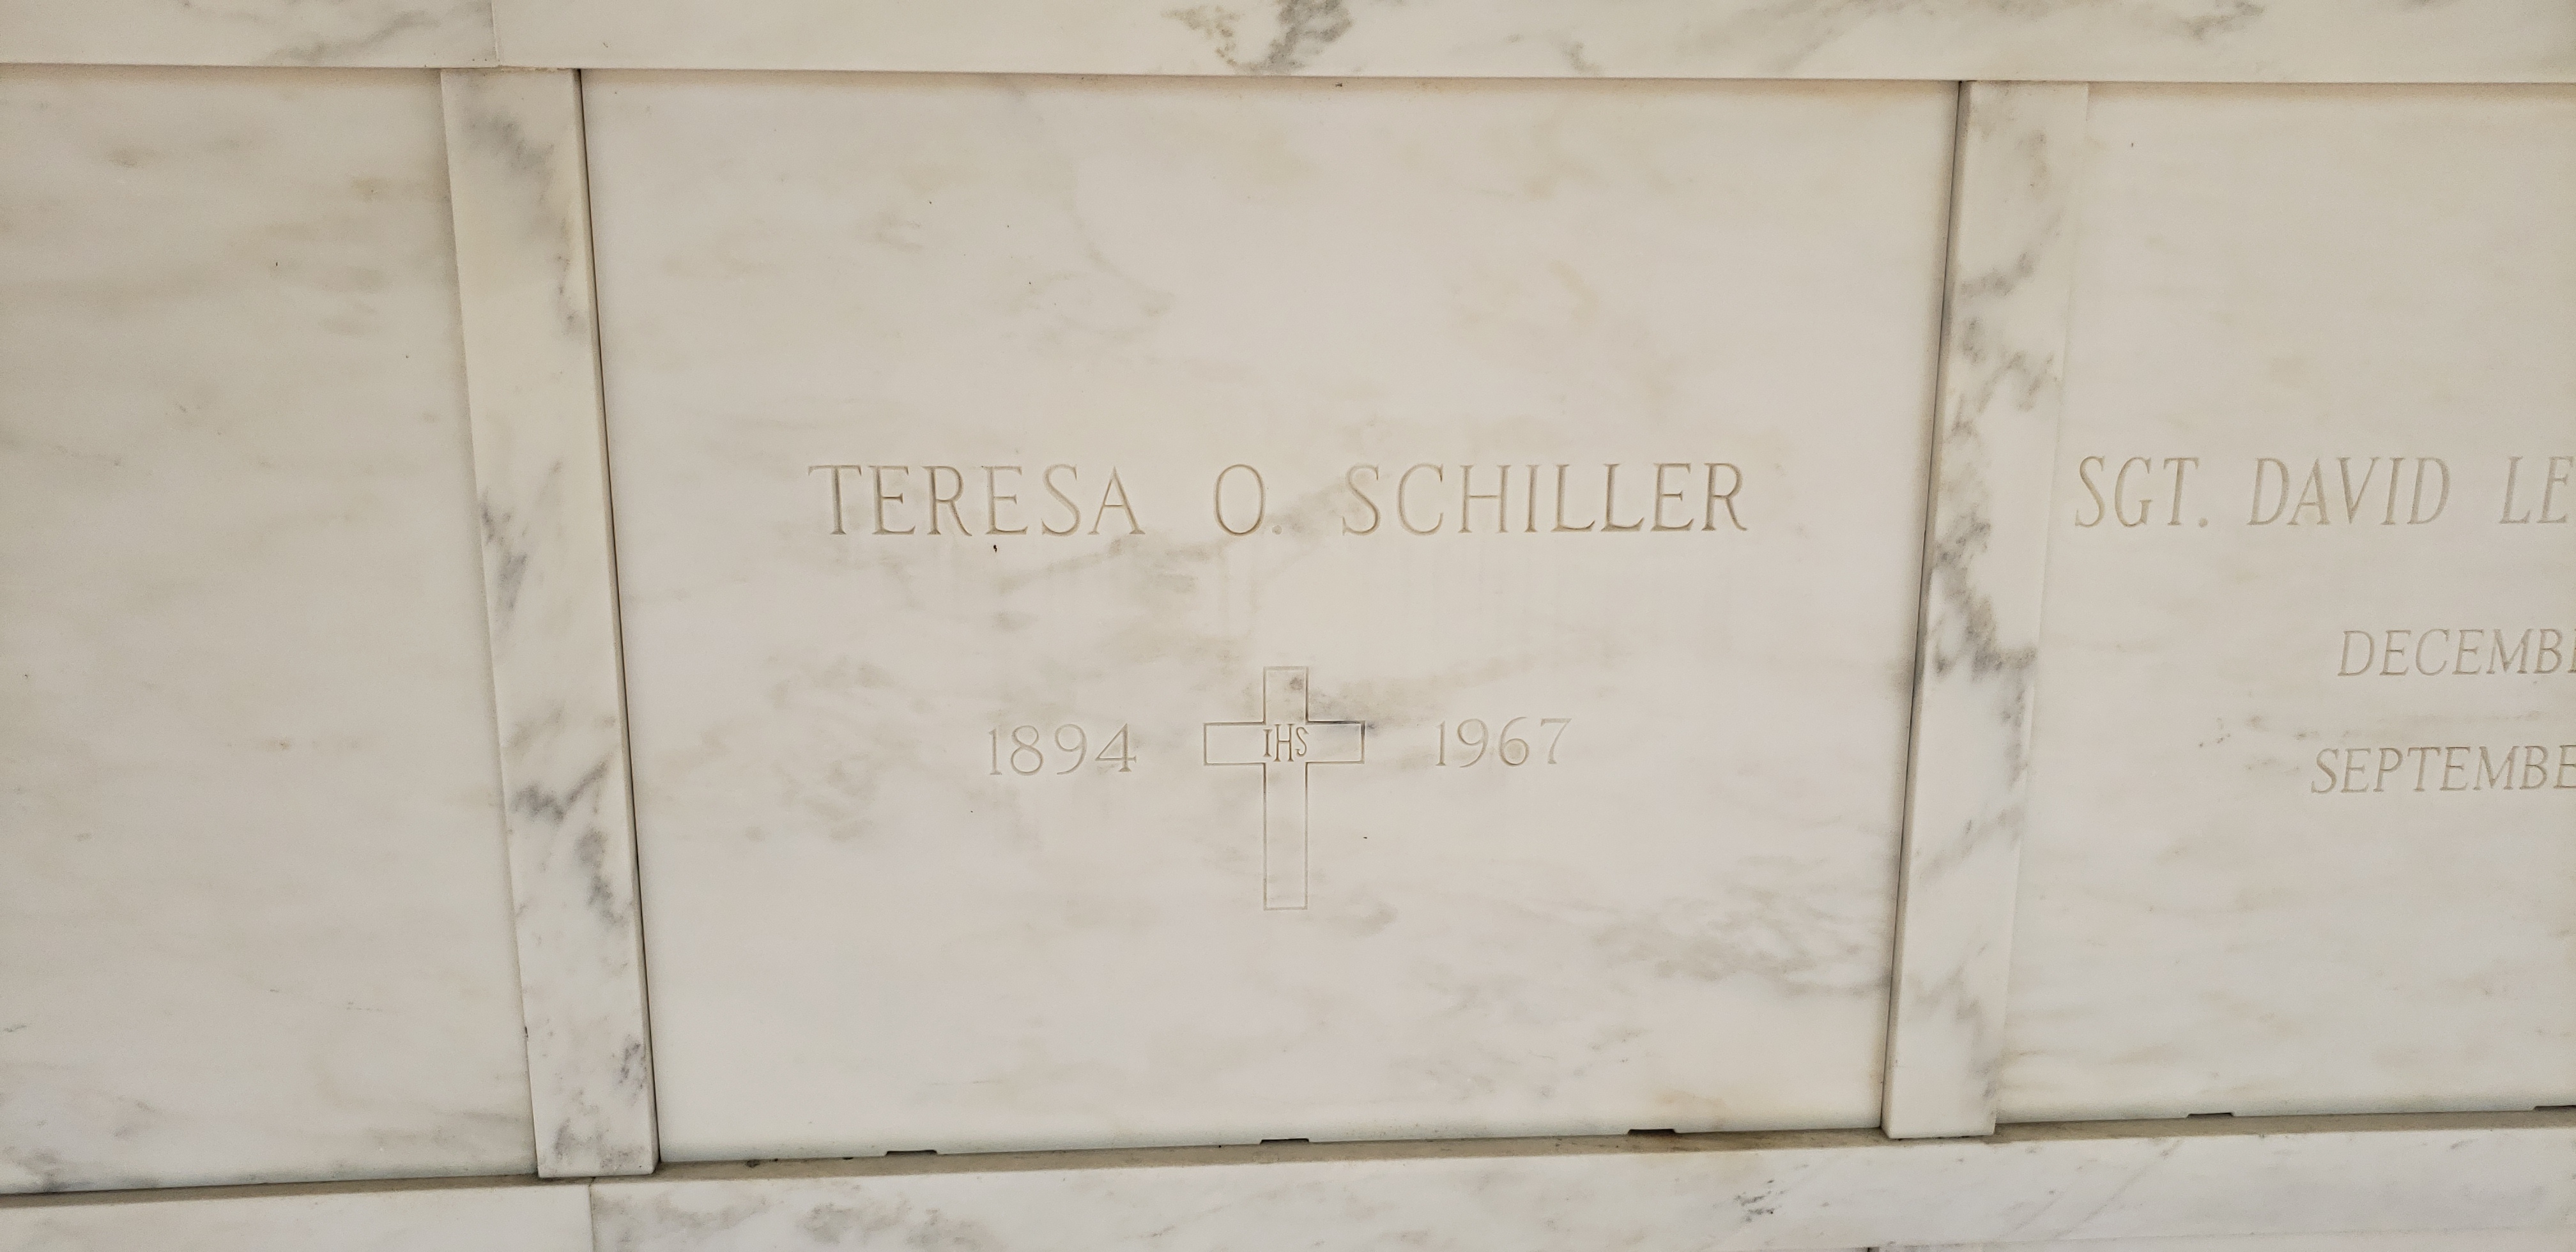 TERESA O. SCHILLER
1894 IHS 1967
SGT. DAVID